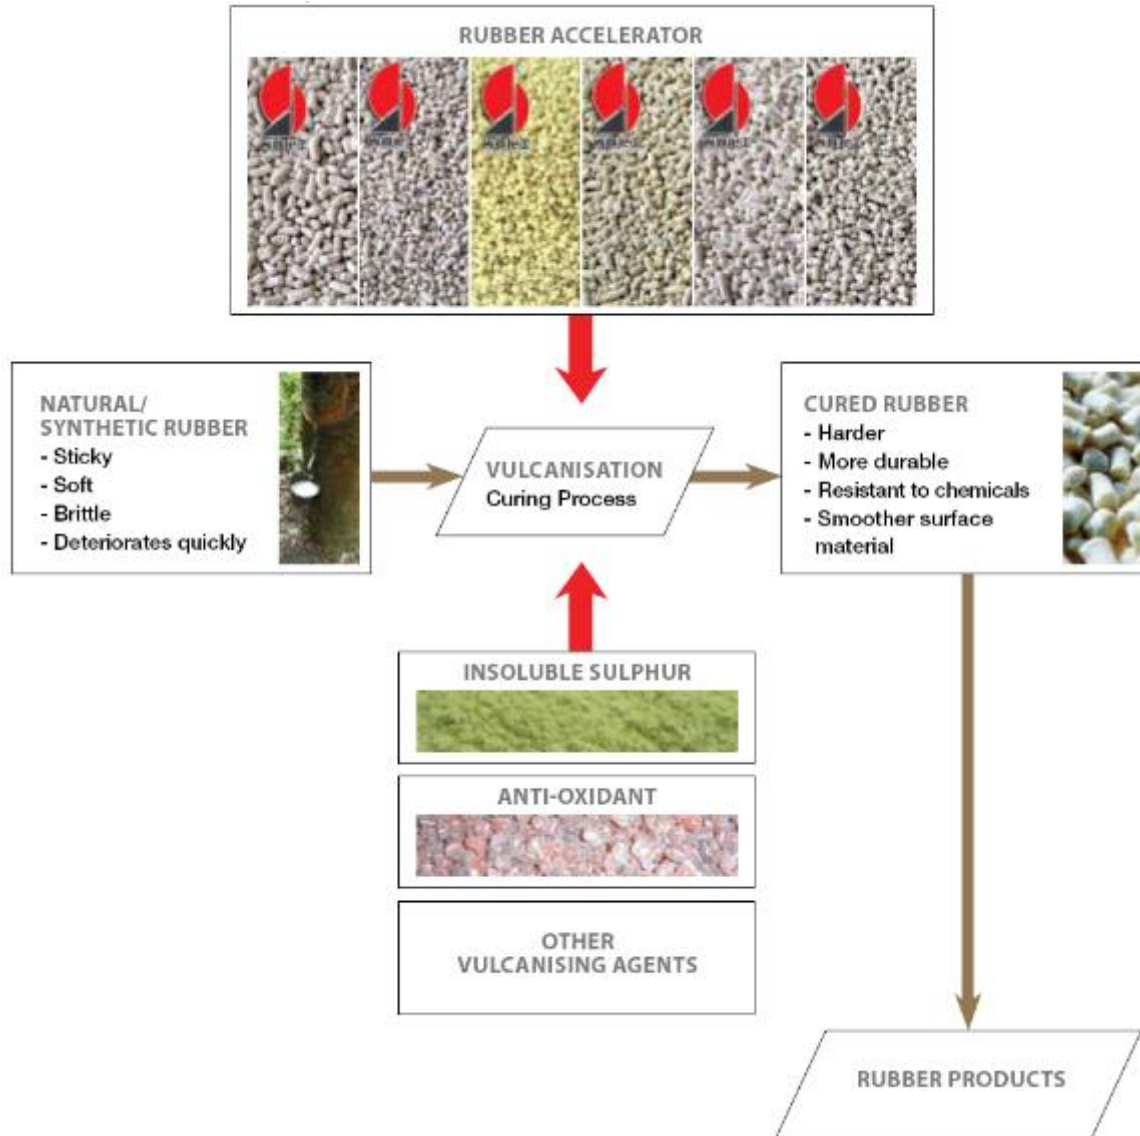 RUBBER ACCELERATOR
NATURAL/
SYNTHETIC RUBBER
- Sticky
- Soft
- Brittle
- Deteriorates quickly
VULCANISATION
Curing Process
CURED RUBBER
- Harder
- More durable
- Resistant to chemicals
- Smoother surface
material
INSOLUBLE SULPHUR
ANTI-OXIDANT
OTHER
VULCANISING AGENTS
RUBBER PRODUCTS